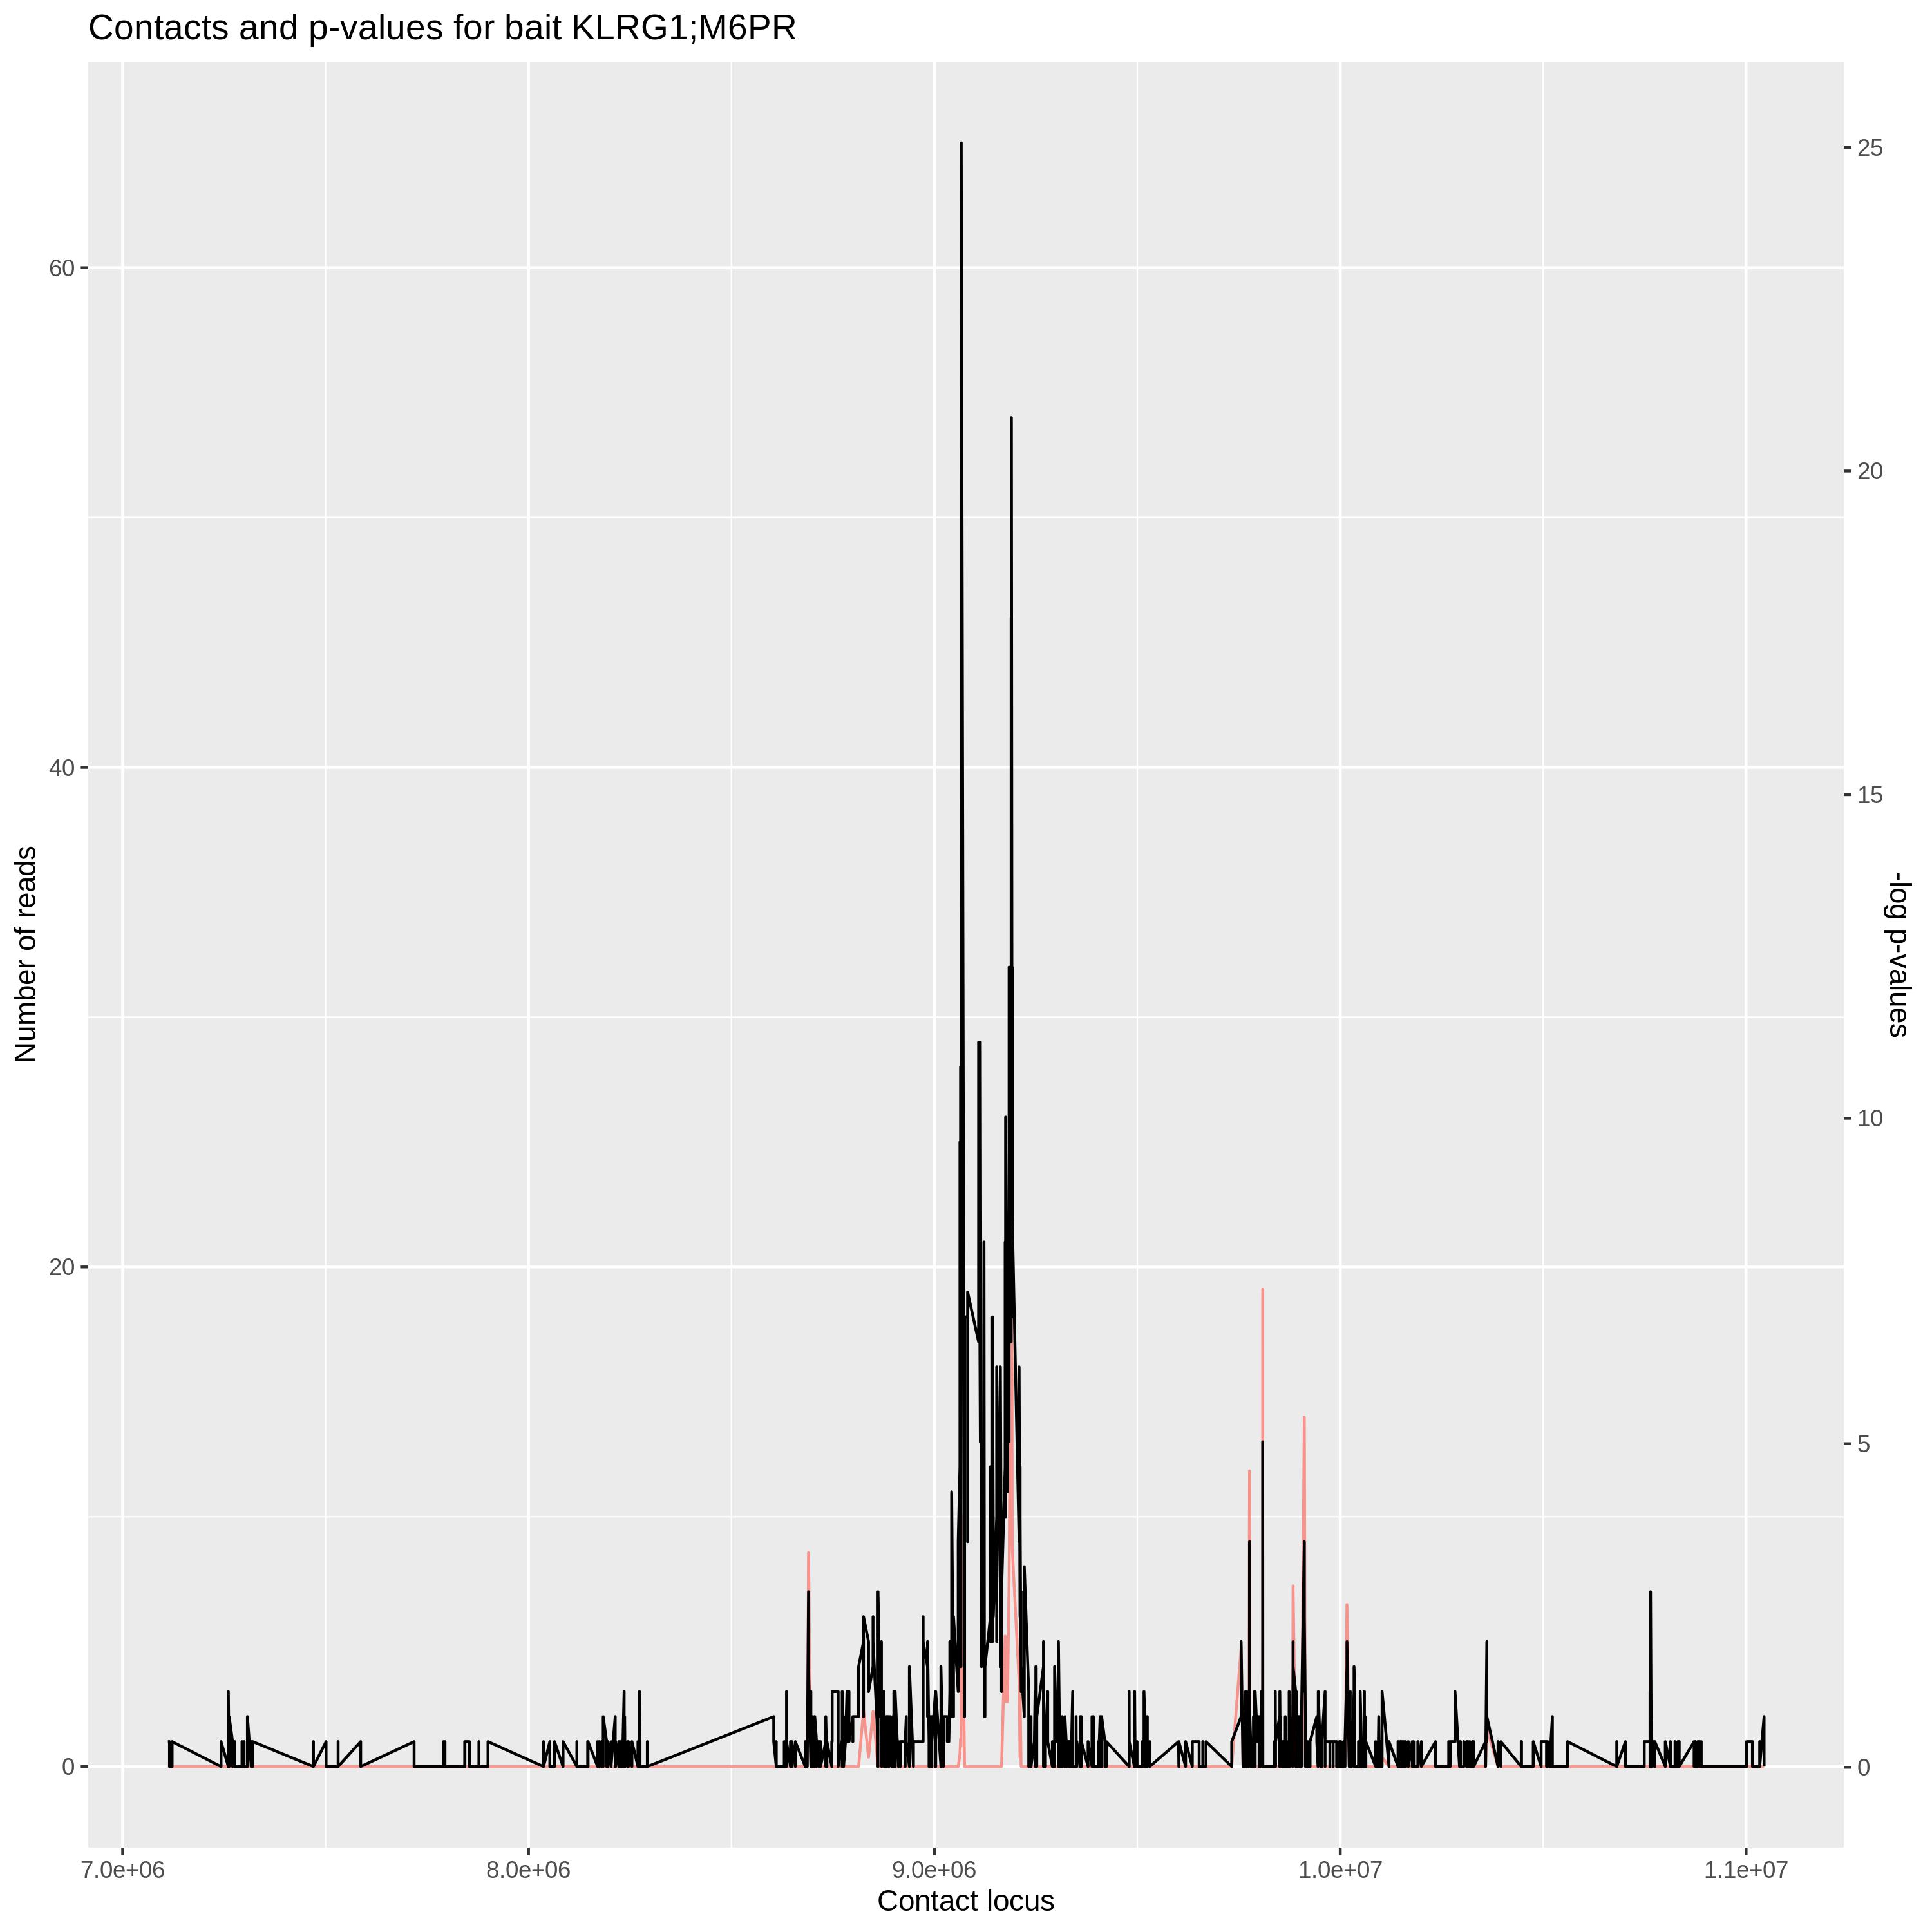 Contacts and p-values for bait KLRG1;M6PR
Number of reads
60
40
20
0
25
20
15
10
5
0
-log p-values
7.0e+06
8.0e+06
9.0e+06
1.0e+07
1.1e+07
Contact locus